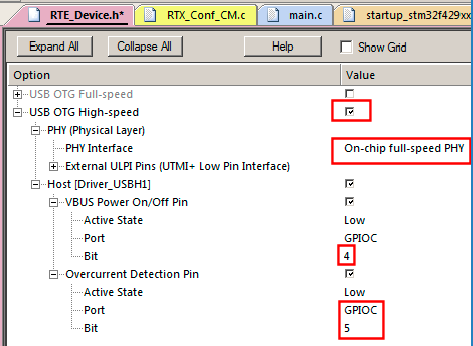 RTE_Device.h* RTX_Conf_CM.c main.c startup_stm32f429xx
Expand All Collapse All Help Show Grid
Option Value
USB OTG Full-speed
USB OTG High-speed
PHY (Physical Layer)
PHY Interface On-chip full-speed PHY
External ULPI Pins (UTMI+ Low Pin Interface)
Host [Driver_USBH1]
VBUS Power On/Off Pin
Active State Low
Port GPIOC
Bit 4
Overcurrent Detection Pin
Active State Low
Port GPIOC
Bit 5